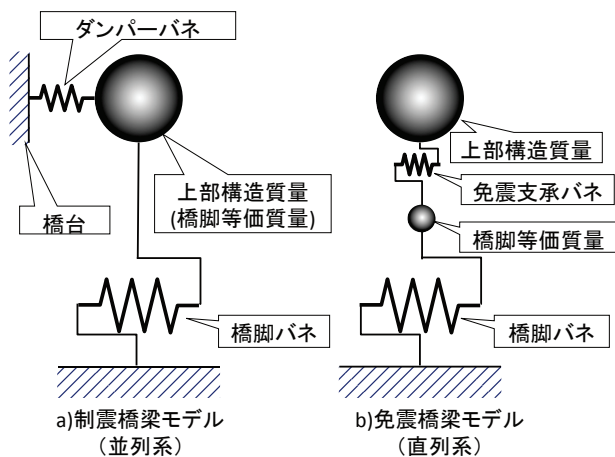 ダンパーバネ
橋台
上部構造質量
(橋脚等価質量)
橋脚バネ
a)制震橋梁モデル
（並列系）
上部構造質量
免震支承バネ
橋脚等価質量
橋脚バネ
b)免震橋梁モデル
（直列系）